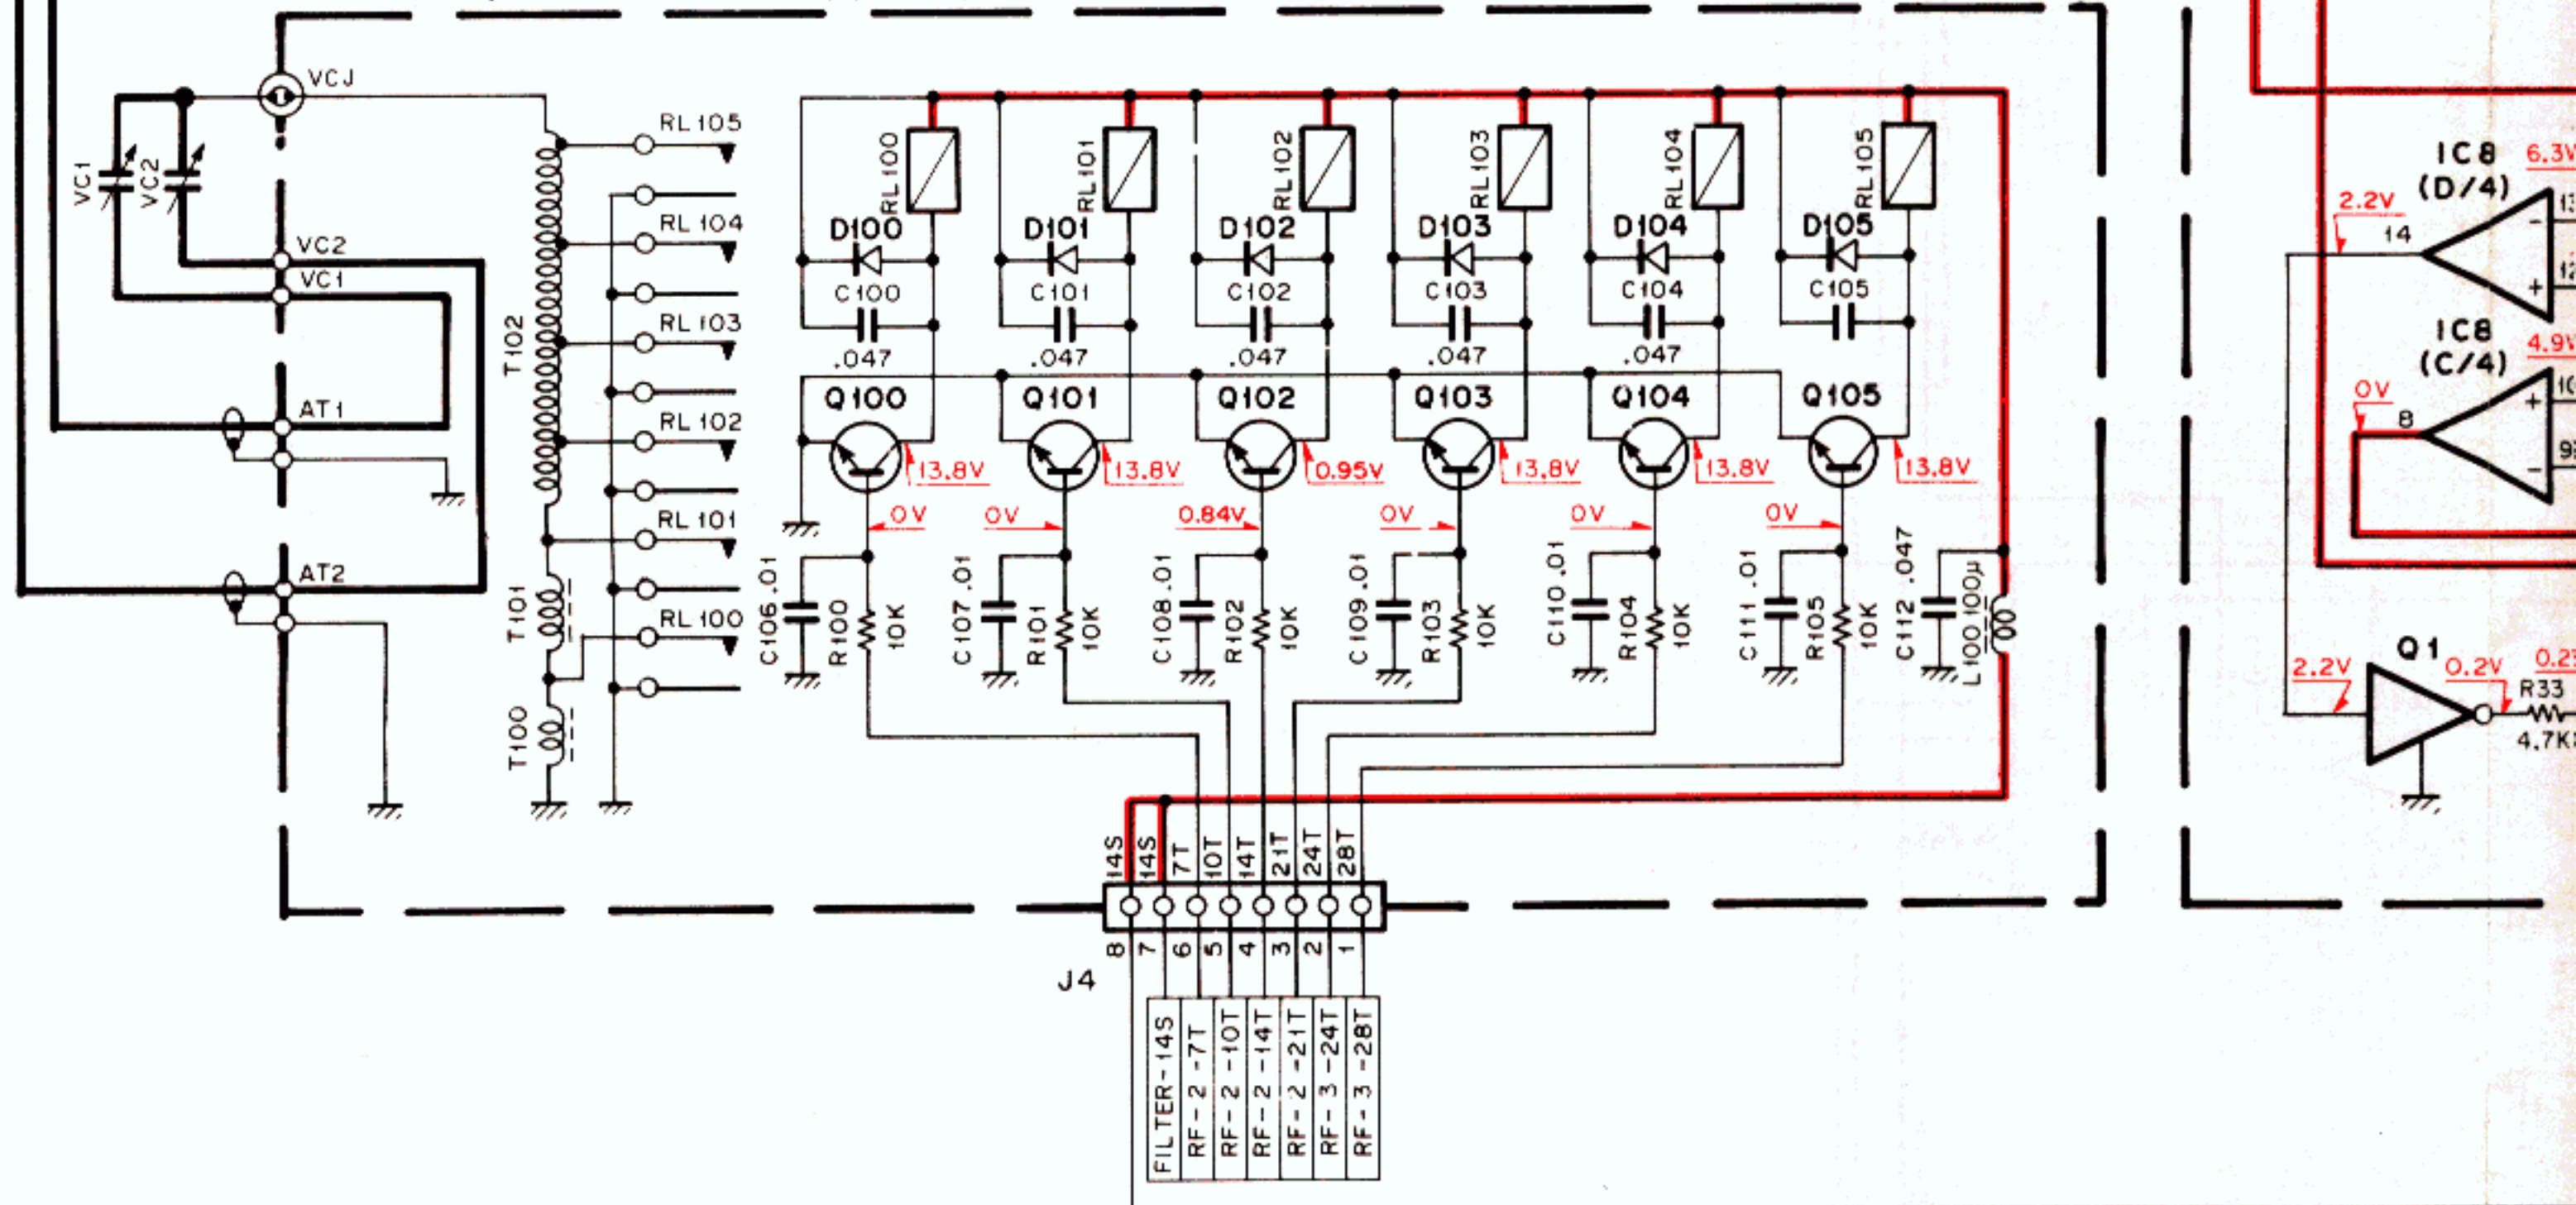 VCJ
VC1
VC2
VC2
VC1
AT1
AT2
T102
T101
T100
RL105
RL104
RL103
RL102
RL101
RL100
RL100
RL101
RL102
RL103
RL104
RL105
D100
D101
D102
D103
D104
D105
C100
C101
C102
C103
C104
C105
.047
.047
.047
.047
.047
Q100
Q101
Q102
Q103
Q104
Q105
13.8V
13.8V
0.95V
13.8V
13.8V
13.8V
0V
0V
0.84V
0V
0V
0V
C106 .01
R100
10K
C107 .01
R101
10K
C108 .01
R102
10K
C109 .01
R103
10K
C110 .01
R104
10K
C111 .01
R105
10K
C112 .047
L100 100μ
14S
14S
7T
10T
14T
21T
24T
28T
8
7
6
5
4
3
2
1
J4
FILTER-14S
RF-2-7T
RF-2-10T
RF-2-14T
RF-2-21T
RF-3-24T
RF-3-28T
IC8
(D/4)
6.3V
2.2V
14
-
+
IC8
(C/4)
4.9V
0V
8
+
-
Q1
2.2V
0.2V
R33
4.7K